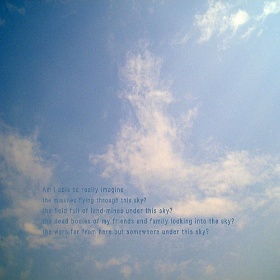 Am I able to really imagine
the missiles flying through this sky?
the field full of land-mines under this sky?
the dead bodies of my friends and family looking into the sky?
the wars far from here but somewhere under this sky?